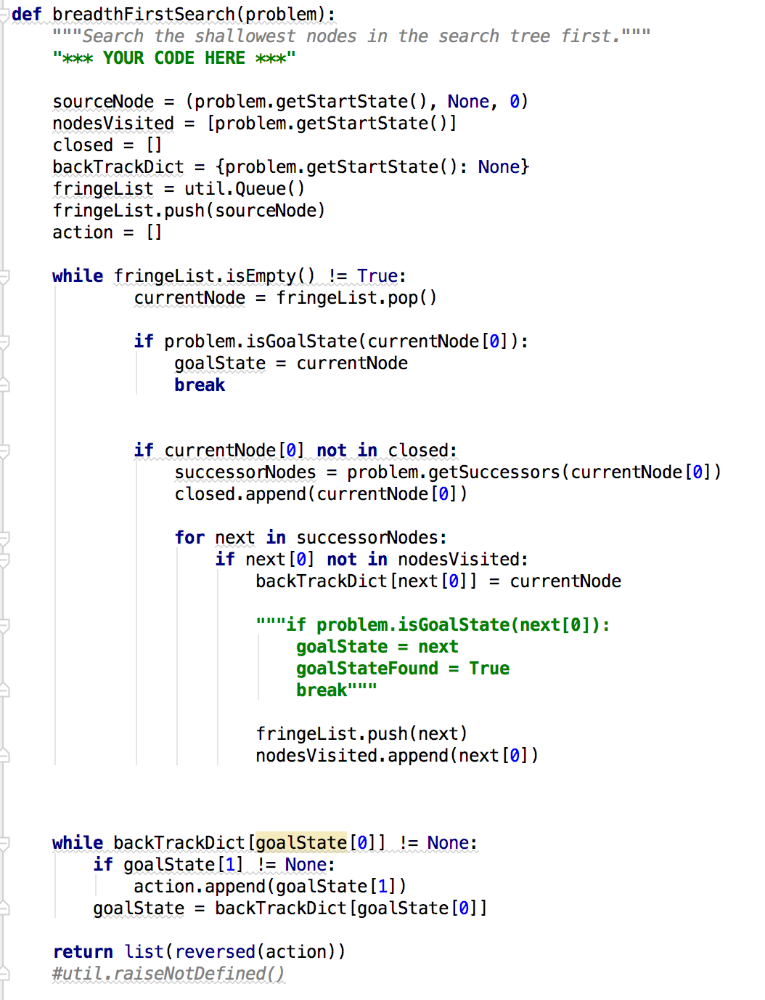 def breadthFirstSearch(problem):
    """Search the shallowest nodes in the search tree first."""
    "*** YOUR CODE HERE ***"

    sourceNode = (problem.getStartState(), None, 0)
    nodesVisited = [problem.getStartState()]
    closed = []
    backTrackDict = {problem.getStartState(): None}
    fringeList = util.Queue()
    fringeList.push(sourceNode)
    action = []

    while fringeList.isEmpty() != True:
            currentNode = fringeList.pop()

            if problem.isGoalState(currentNode[0]):
                goalState = currentNode
                break


            if currentNode[0] not in closed:
                successorNodes = problem.getSuccessors(currentNode[0])
                closed.append(currentNode[0])

                for next in successorNodes:
                    if next[0] not in nodesVisited:
                        backTrackDict[next[0]] = currentNode

                        """if problem.isGoalState(next[0]):
                            goalState = next
                            goalStateFound = True
                            break"""

                        fringeList.push(next)
                        nodesVisited.append(next[0])



    while backTrackDict[goalState[0]] != None:
        if goalState[1] != None:
            action.append(goalState[1])
        goalState = backTrackDict[goalState[0]]

    return list(reversed(action))
    #util.raiseNotDefined()